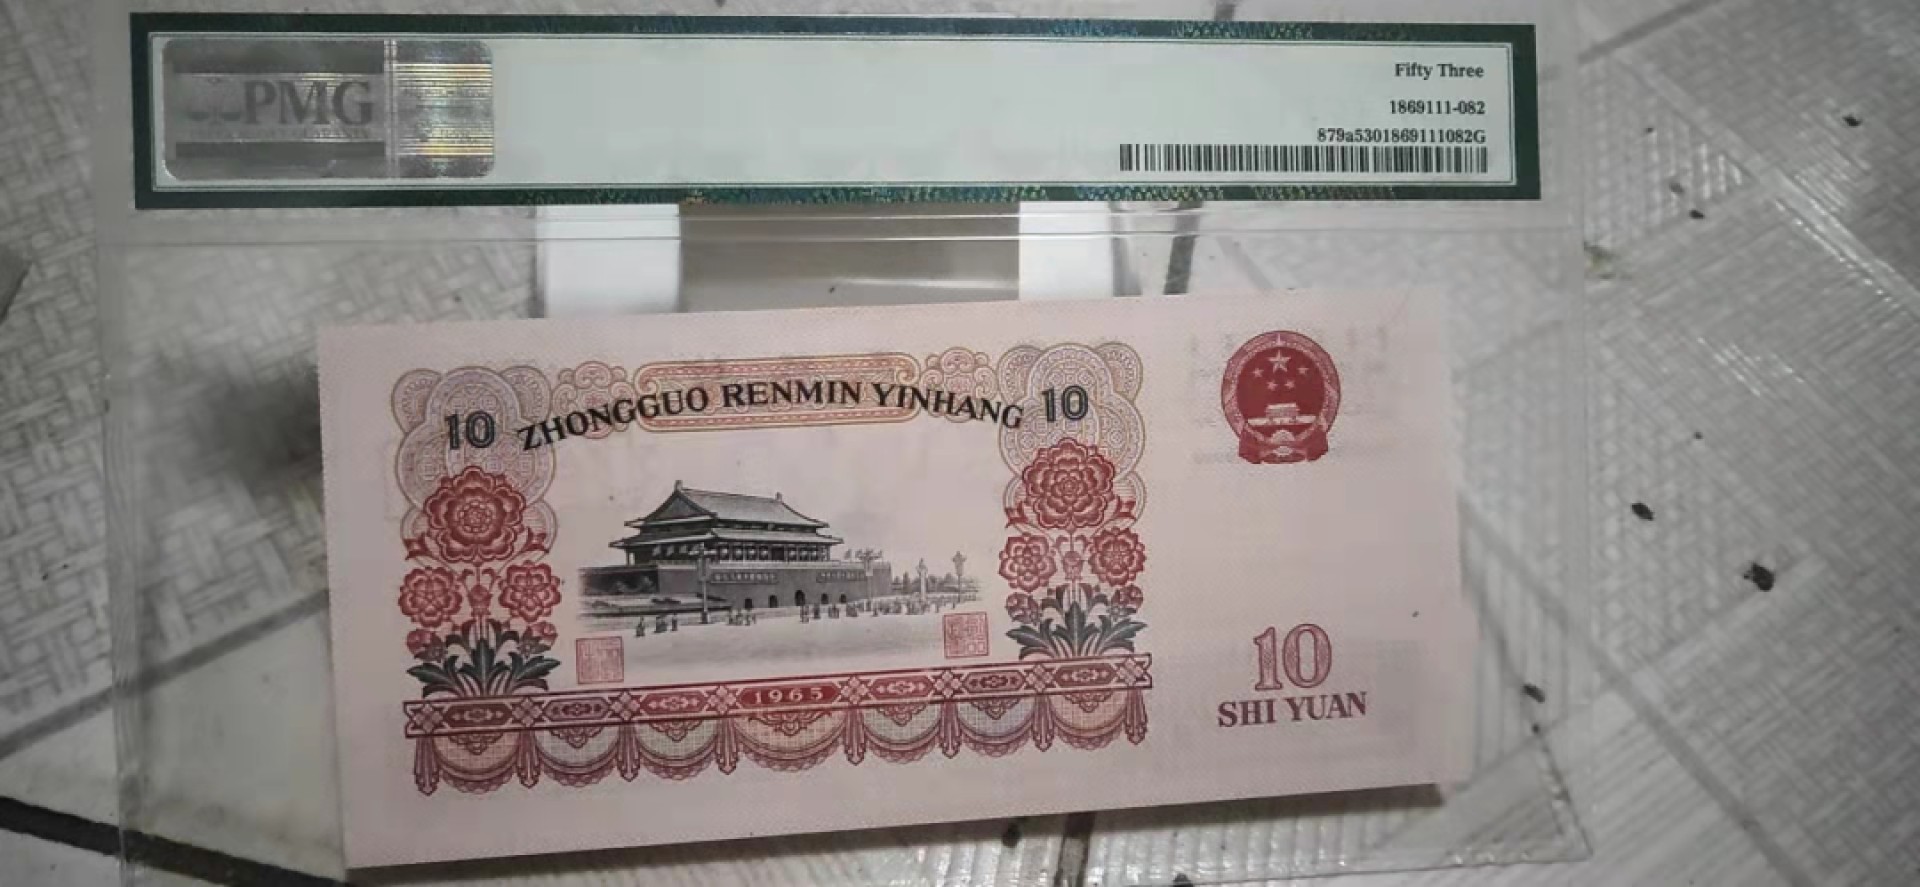 PMG
Fifty Three
1869111-082
879a5301869111082G
10 ZHONGGUO RENMIN YINHANG 10
1965
10
SHI YUAN